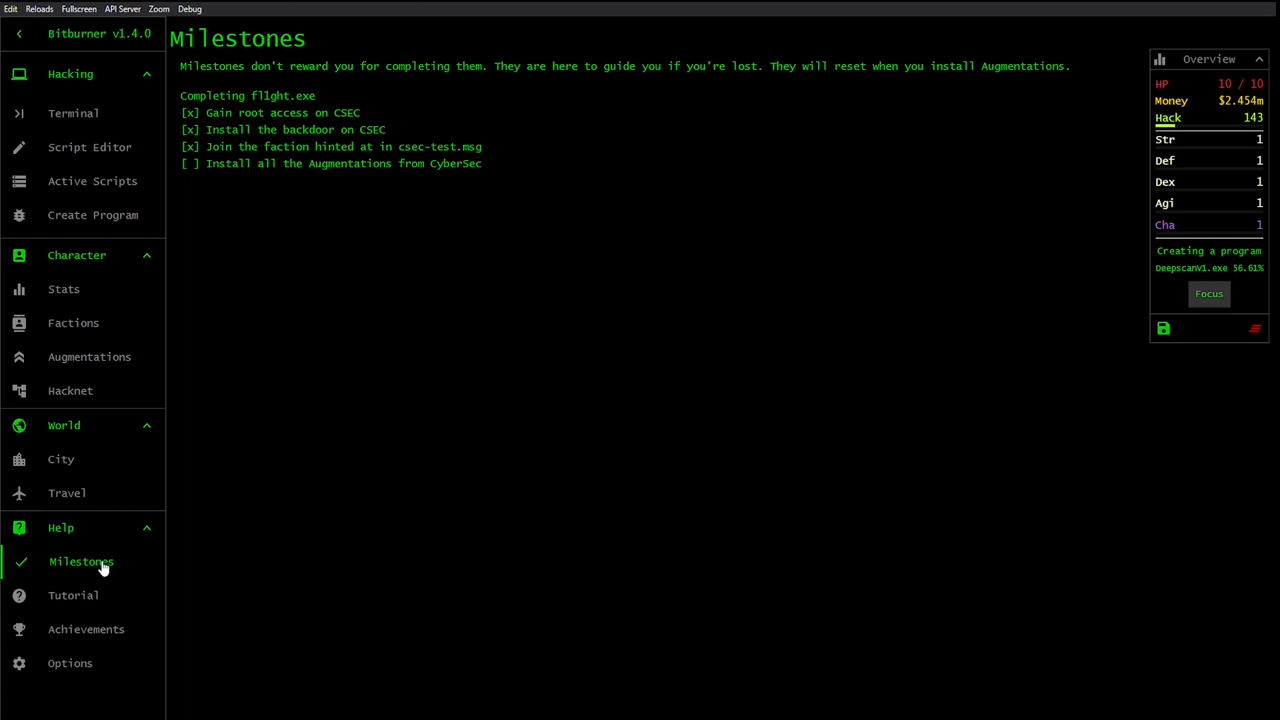 Edit Reloads Fullscreen API Server Zoom Debug
Bitburner v1.4.0
Hacking
Terminal
Script Editor
Active Scripts
Create Program
Character
Stats
Factions
Augmentations
Hacknet
World
City
Travel
Help
Milestones
Tutorial
Achievements
Options
Milestones
Milestones don't reward you for completing them. They are here to guide you if you're lost. They will reset when you install Augmentations.
Completing fl1ght.exe
[x] Gain root access on CSEC
[x] Install the backdoor on CSEC
[x] Join the faction hinted at in csec-test.msg
[ ] Install all the Augmentations from CyberSec
Overview
HP 10 / 10
Money $2.454m
Hack 143
Str 1
Def 1
Dex 1
Agi 1
Cha 1
Creating a program
DeepscanV1.exe 56.61%
Focus